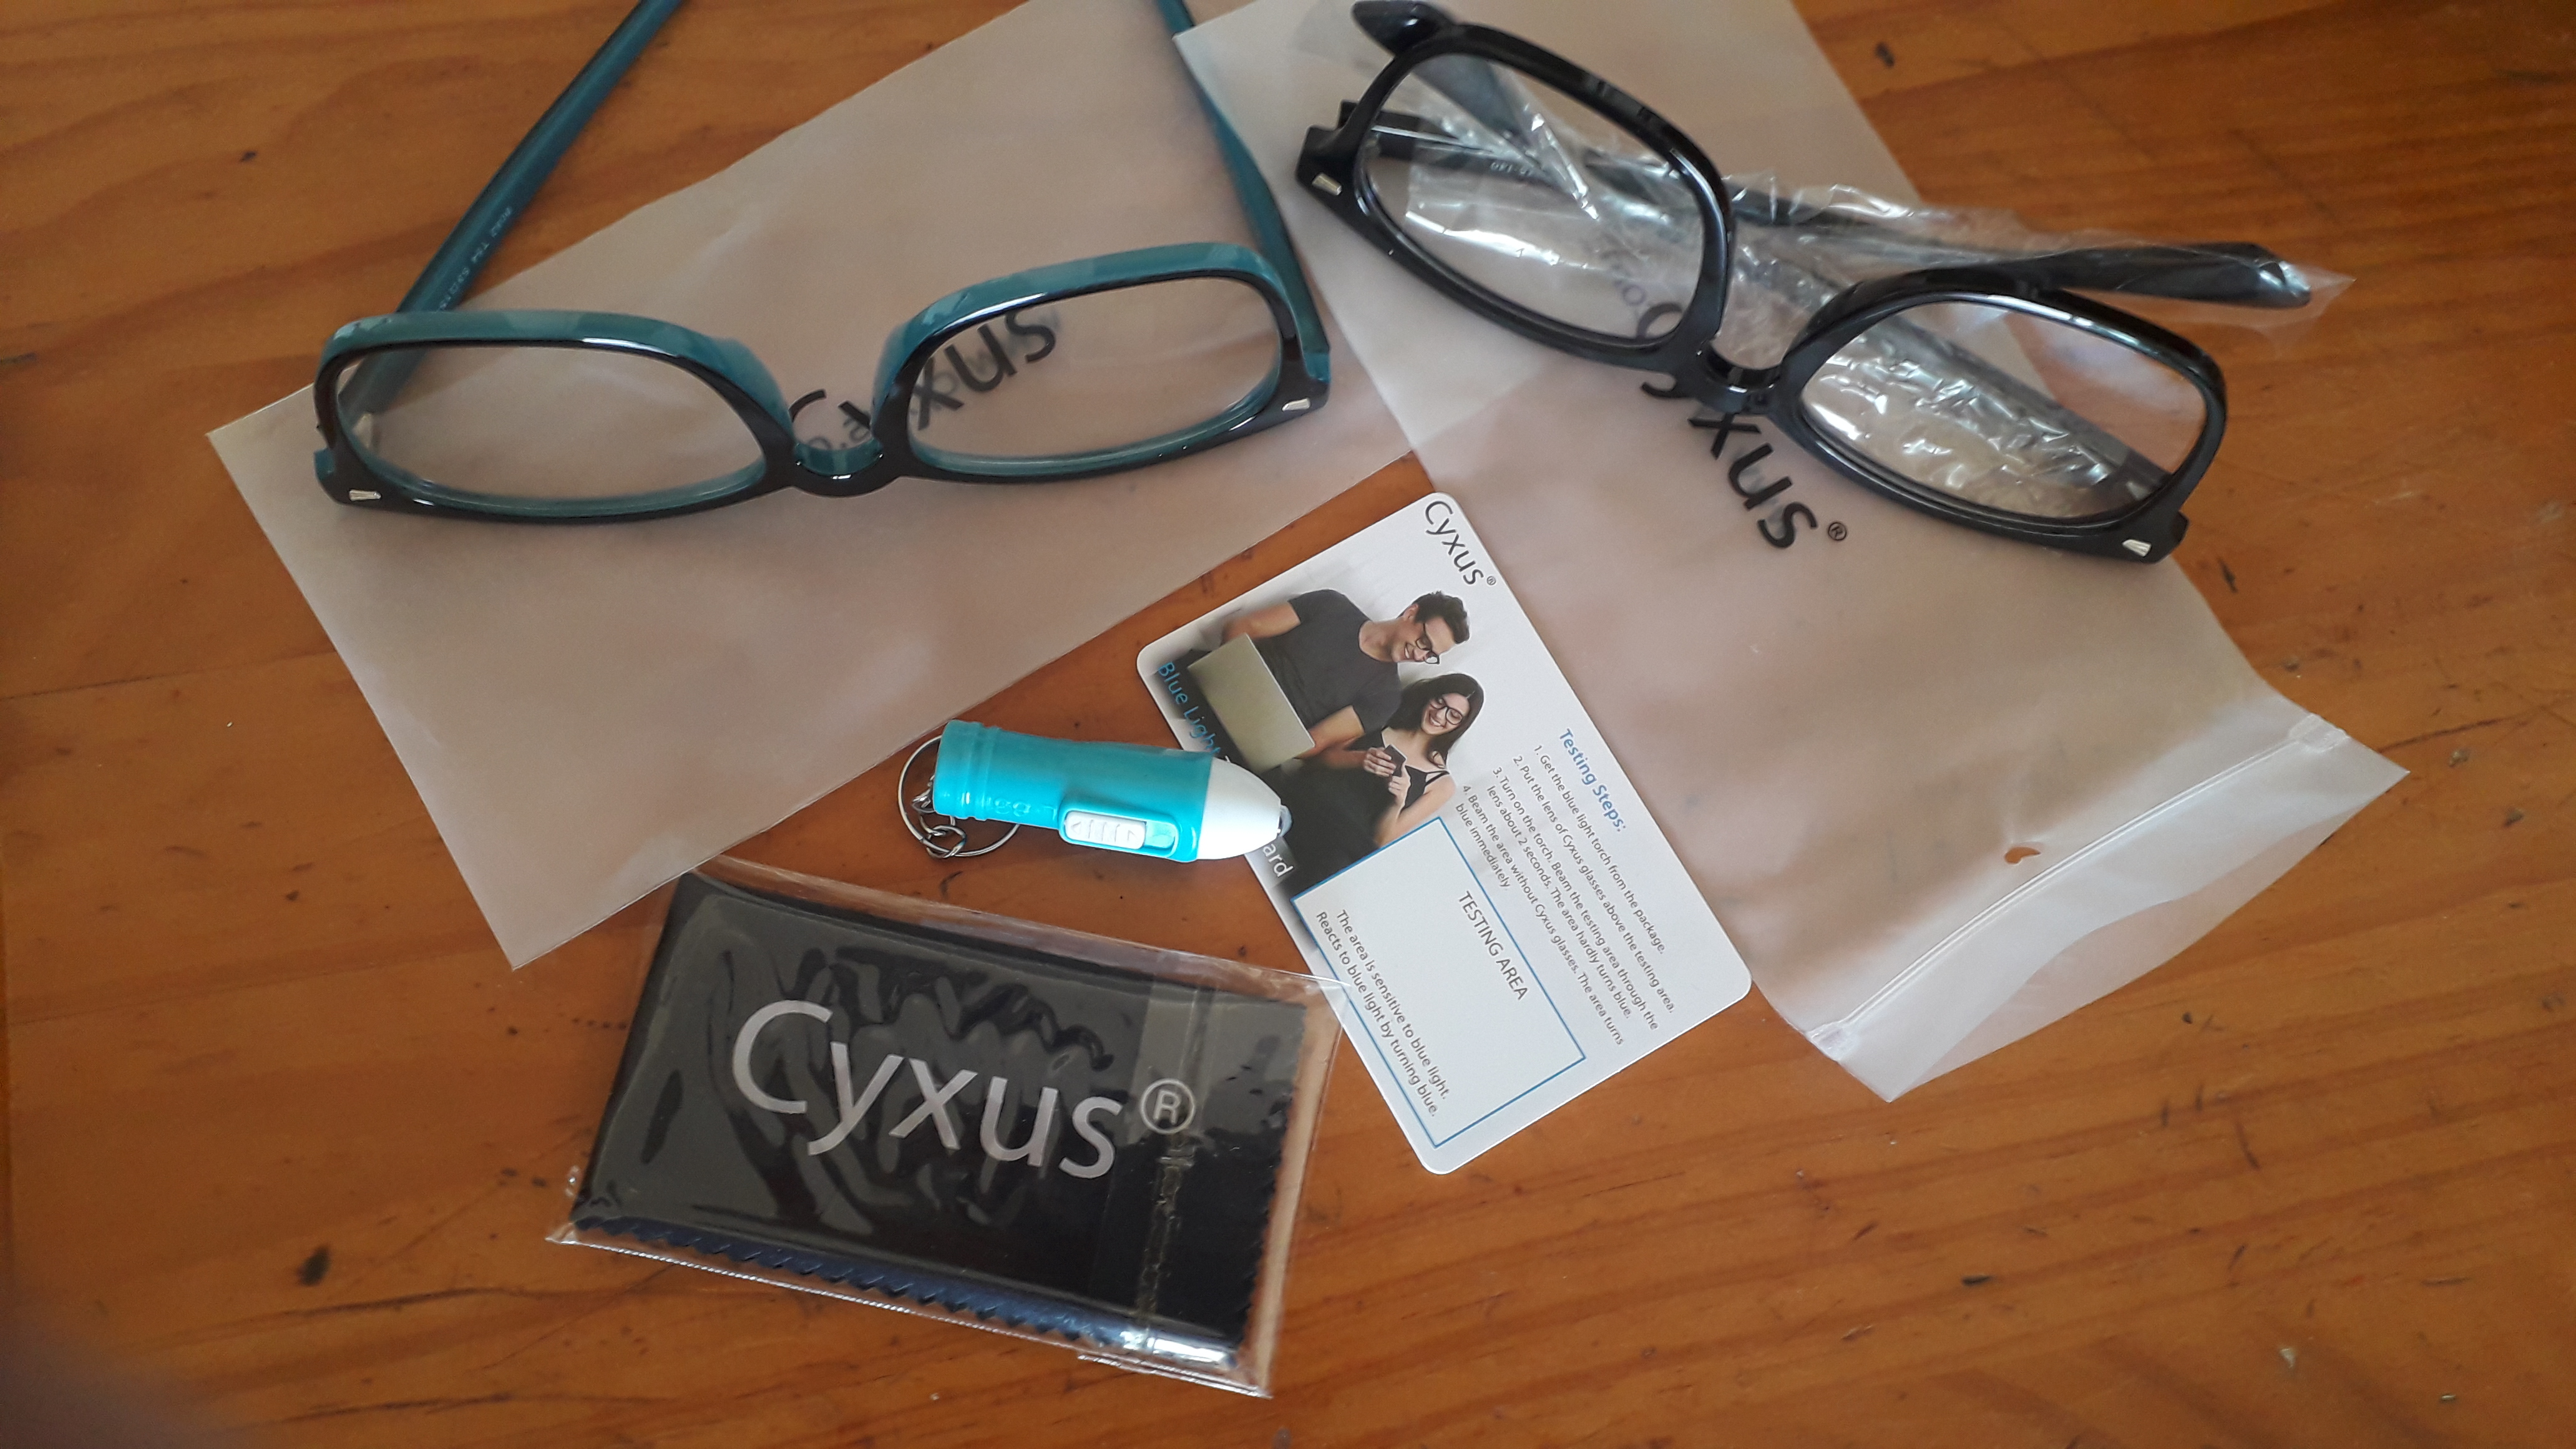 Cyxus®
Cyxus
xus®
Cyxus®
Blue Light
ard
Testing Steps:
1. Get the blue light torch from the package.
2. Put the lens of Cyxus glasses above the testing area.
3. Turn on the torch. Beam the testing area through the
lens about 2 seconds. The area hardly turns blue.
4. Beam the area without Cyxus glasses. The area turns
blue immediately.
TESTING AREA
The area is sensitive to blue light.
Reacts to blue light by turning blue.